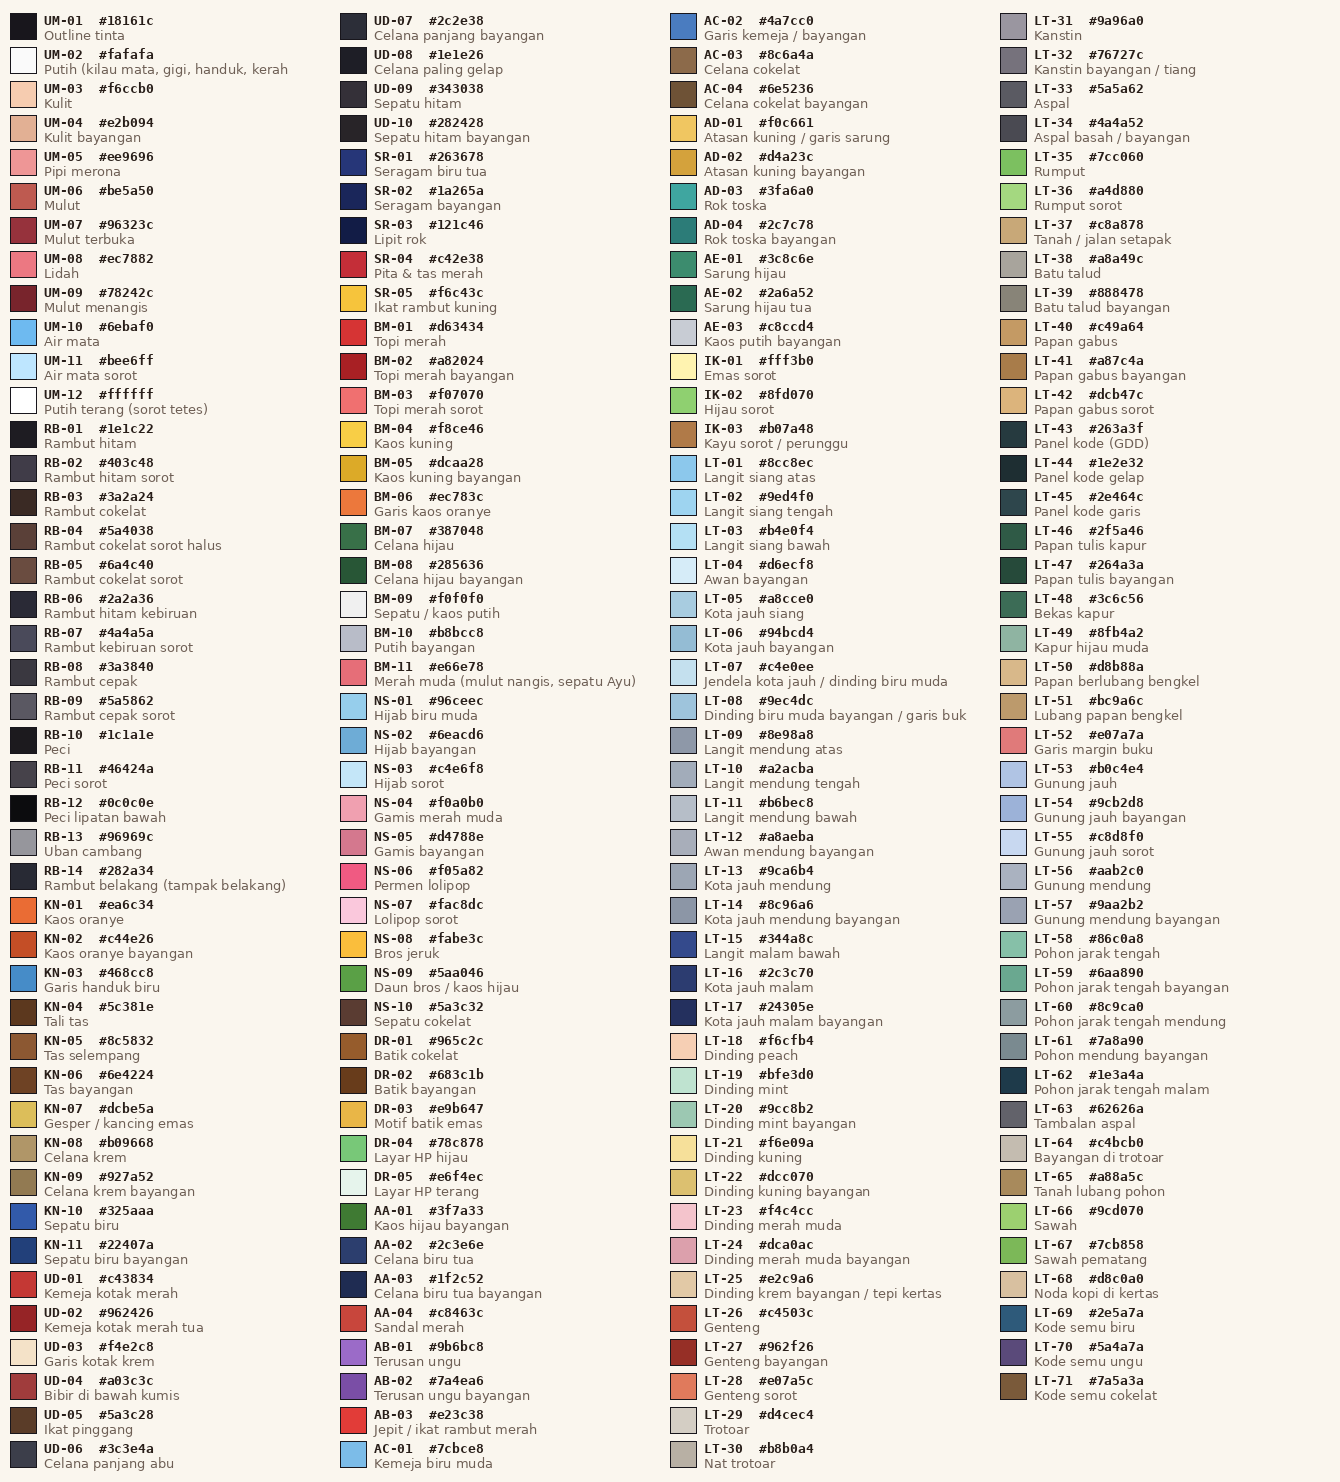 UM-01 #18161c
Outline tinta
UM-02 #fafafa
Putih (kilau mata, gigi, handuk, kerah
UM-03 #f6ccb0
Kulit
UM-04 #e2b094
Kulit bayangan
UM-05 #ee9696
Pipi merona
UM-06 #be5a50
Mulut
UM-07 #96323c
Mulut terbuka
UM-08 #ec7882
Lidah
UM-09 #78242c
Mulut menangis
UM-10 #6ebaf0
Air mata
UM-11 #bee6ff
Air mata sorot
UM-12 #ffffff
Putih terang (sorot tetes)
RB-01 #1e1c22
Rambut hitam
RB-02 #403c48
Rambut hitam sorot
RB-03 #3a2a24
Rambut cokelat
RB-04 #5a4038
Rambut cokelat sorot halus
RB-05 #6a4c40
Rambut cokelat sorot
RB-06 #2a2a36
Rambut hitam kebiruan
RB-07 #4a4a5a
Rambut kebiruan sorot
RB-08 #3a3840
Rambut cepak
RB-09 #5a5862
Rambut cepak sorot
RB-10 #1c1a1e
Peci
RB-11 #46424a
Peci sorot
RB-12 #0c0c0e
Peci lipatan bawah
RB-13 #96969c
Uban cambang
RB-14 #282a34
Rambut belakang (tampak belakang)
KN-01 #ea6c34
Kaos oranye
KN-02 #c44e26
Kaos oranye bayangan
KN-03 #468cc8
Garis handuk biru
KN-04 #5c381e
Tali tas
KN-05 #8c5832
Tas selempang
KN-06 #6e4224
Tas bayangan
KN-07 #dcbe5a
Gesper / kancing emas
KN-08 #b09668
Celana krem
KN-09 #927a52
Celana krem bayangan
KN-10 #325aaa
Sepatu biru
KN-11 #22407a
Sepatu biru bayangan
UD-01 #c43834
Kemeja kotak merah
UD-02 #962426
Kemeja kotak merah tua
UD-03 #f4e2c8
Garis kotak krem
UD-04 #a03c3c
Bibir di bawah kumis
UD-05 #5a3c28
Ikat pinggang
UD-06 #3c3e4a
Celana panjang abu
UD-07 #2c2e38
Celana panjang bayangan
UD-08 #1e1e26
Celana paling gelap
UD-09 #343038
Sepatu hitam
UD-10 #282428
Sepatu hitam bayangan
SR-01 #263678
Seragam biru tua
SR-02 #1a265a
Seragam bayangan
SR-03 #121c46
Lipit rok
SR-04 #c42e38
Pita & tas merah
SR-05 #f6c43c
Ikat rambut kuning
BM-01 #d63434
Topi merah
BM-02 #a82024
Topi merah bayangan
BM-03 #f07070
Topi merah sorot
BM-04 #f8ce46
Kaos kuning
BM-05 #dcaa28
Kaos kuning bayangan
BM-06 #ec783c
Garis kaos oranye
BM-07 #387048
Celana hijau
BM-08 #285636
Celana hijau bayangan
BM-09 #f0f0f0
Sepatu / kaos putih
BM-10 #b8bcc8
Putih bayangan
BM-11 #e66e78
Merah muda (mulut nangis, sepatu Ayu)
NS-01 #96ceec
Hijab biru muda
NS-02 #6eacd6
Hijab bayangan
NS-03 #c4e6f8
Hijab sorot
NS-04 #f0a0b0
Gamis merah muda
NS-05 #d4788e
Gamis bayangan
NS-06 #f05a82
Permen lolipop
NS-07 #fac8dc
Lolipop sorot
NS-08 #fabe3c
Bros jeruk
NS-09 #5aa046
Daun bros / kaos hijau
NS-10 #5a3c32
Sepatu cokelat
DR-01 #965c2c
Batik cokelat
DR-02 #683c1b
Batik bayangan
DR-03 #e9b647
Motif batik emas
DR-04 #78c878
Layar HP hijau
DR-05 #e6f4ec
Layar HP terang
AA-01 #3f7a33
Kaos hijau bayangan
AA-02 #2c3e6e
Celana biru tua
AA-03 #1f2c52
Celana biru tua bayangan
AA-04 #c8463c
Sandal merah
AB-01 #9b6bc8
Terusan ungu
AB-02 #7a4ea6
Terusan ungu bayangan
AB-03 #e23c38
Jepit / ikat rambut merah
AC-01 #7cbce8
Kemeja biru muda
AC-02 #4a7cc0
Garis kemeja / bayangan
AC-03 #8c6a4a
Celana cokelat
AC-04 #6e5236
Celana cokelat bayangan
AD-01 #f0c661
Atasan kuning / garis sarung
AD-02 #d4a23c
Atasan kuning bayangan
AD-03 #3fa6a0
Rok toska
AD-04 #2c7c78
Rok toska bayangan
AE-01 #3c8c6e
Sarung hijau
AE-02 #2a6a52
Sarung hijau tua
AE-03 #c8ccd4
Kaos putih bayangan
IK-01 #fff3b0
Emas sorot
IK-02 #8fd070
Hijau sorot
IK-03 #b07a48
Kayu sorot / perunggu
LT-01 #8cc8ec
Langit siang atas
LT-02 #9ed4f0
Langit siang tengah
LT-03 #b4e0f4
Langit siang bawah
LT-04 #d6ecf8
Awan bayangan
LT-05 #a8cce0
Kota jauh siang
LT-06 #94bcd4
Kota jauh bayangan
LT-07 #c4e0ee
Jendela kota jauh / dinding biru muda
LT-08 #9ec4dc
Dinding biru muda bayangan / garis buk
LT-09 #8e98a8
Langit mendung atas
LT-10 #a2acba
Langit mendung tengah
LT-11 #b6bec8
Langit mendung bawah
LT-12 #a8aeba
Awan mendung bayangan
LT-13 #9ca6b4
Kota jauh mendung
LT-14 #8c96a6
Kota jauh mendung bayangan
LT-15 #344a8c
Langit malam bawah
LT-16 #2c3c70
Kota jauh malam
LT-17 #24305e
Kota jauh malam bayangan
LT-18 #f6cfb4
Dinding peach
LT-19 #bfe3d0
Dinding mint
LT-20 #9cc8b2
Dinding mint bayangan
LT-21 #f6e09a
Dinding kuning
LT-22 #dcc070
Dinding kuning bayangan
LT-23 #f4c4cc
Dinding merah muda
LT-24 #dca0ac
Dinding merah muda bayangan
LT-25 #e2c9a6
Dinding krem bayangan / tepi kertas
LT-26 #c4503c
Genteng
LT-27 #962f26
Genteng bayangan
LT-28 #e07a5c
Genteng sorot
LT-29 #d4cec4
Trotoar
LT-30 #b8b0a4
Nat trotoar
LT-31 #9a96a0
Kanstin
LT-32 #76727c
Kanstin bayangan / tiang
LT-33 #5a5a62
Aspal
LT-34 #4a4a52
Aspal basah / bayangan
LT-35 #7cc060
Rumput
LT-36 #a4d880
Rumput sorot
LT-37 #c8a878
Tanah / jalan setapak
LT-38 #a8a49c
Batu talud
LT-39 #888478
Batu talud bayangan
LT-40 #c49a64
Papan gabus
LT-41 #a87c4a
Papan gabus bayangan
LT-42 #dcb47c
Papan gabus sorot
LT-43 #263a3f
Panel kode (GDD)
LT-44 #1e2e32
Panel kode gelap
LT-45 #2e464c
Panel kode garis
LT-46 #2f5a46
Papan tulis kapur
LT-47 #264a3a
Papan tulis bayangan
LT-48 #3c6c56
Bekas kapur
LT-49 #8fb4a2
Kapur hijau muda
LT-50 #d8b88a
Papan berlubang bengkel
LT-51 #bc9a6c
Lubang papan bengkel
LT-52 #e07a7a
Garis margin buku
LT-53 #b0c4e4
Gunung jauh
LT-54 #9cb2d8
Gunung jauh bayangan
LT-55 #c8d8f0
Gunung jauh sorot
LT-56 #aab2c0
Gunung mendung
LT-57 #9aa2b2
Gunung mendung bayangan
LT-58 #86c0a8
Pohon jarak tengah
LT-59 #6aa890
Pohon jarak tengah bayangan
LT-60 #8c9ca0
Pohon jarak tengah mendung
LT-61 #7a8a90
Pohon mendung bayangan
LT-62 #1e3a4a
Pohon jarak tengah malam
LT-63 #62626a
Tambalan aspal
LT-64 #c4bcb0
Bayangan di trotoar
LT-65 #a88a5c
Tanah lubang pohon
LT-66 #9cd070
Sawah
LT-67 #7cb858
Sawah pematang
LT-68 #d8c0a0
Noda kopi di kertas
LT-69 #2e5a7a
Kode semu biru
LT-70 #5a4a7a
Kode semu ungu
LT-71 #7a5a3a
Kode semu cokelat